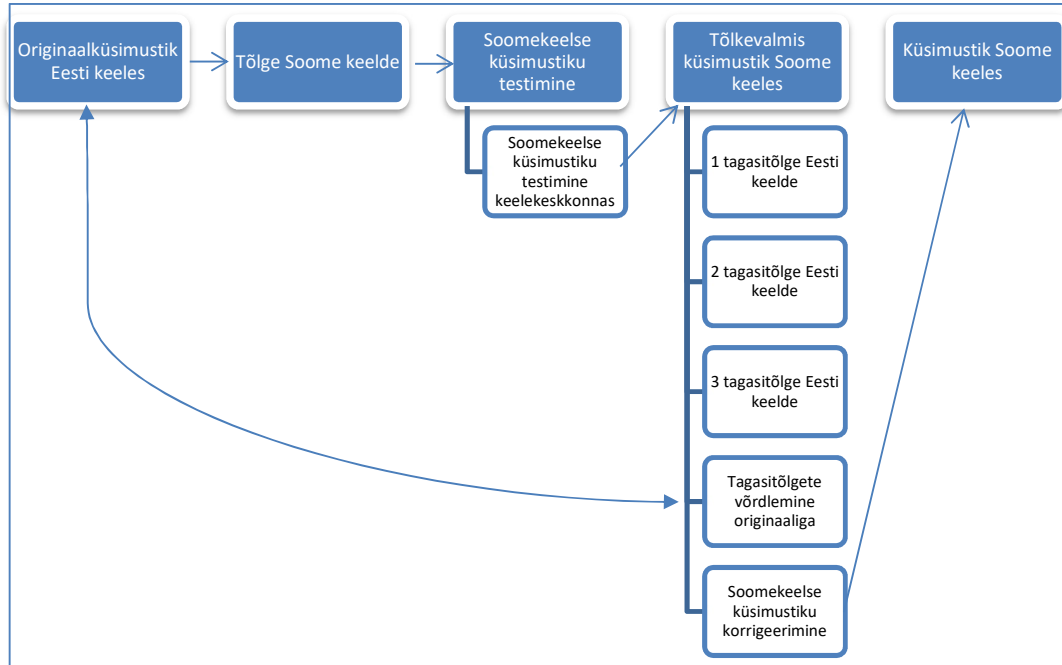 Originaalküsimustik
Eesti keeles
Tõlge Soome keelde
Soomekeelse
küsimustiku
testimine
Soomekeelse
küsimustiku
testimine
keelekeskkonnas
Tõlkevalmis
küsimustik Soome
keeles
1 tagasitõlge Eesti
keelde
2 tagasitõlge Eesti
keelde
3 tagasitõlge Eesti
keelde
Tagasitõlgete
võrdlemine
originaaliga
Soomekeelse
küsimustiku
korrigeerimine
Küsimustik Soome
keeles